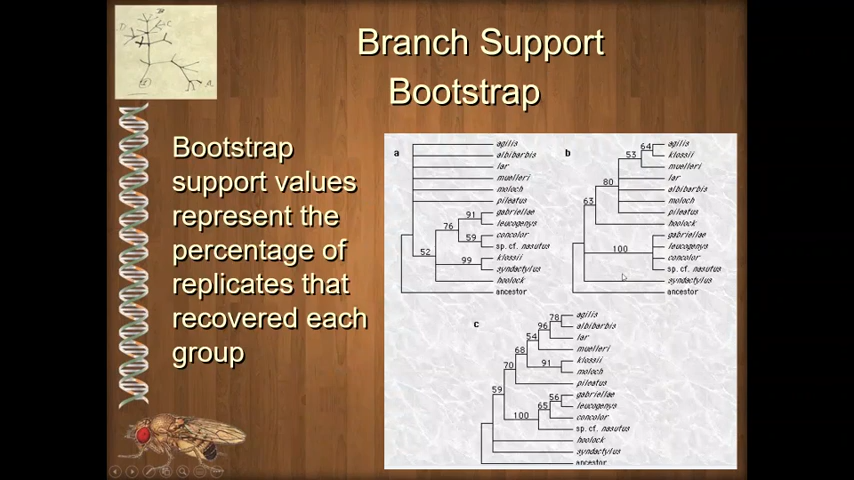 Branch Support
Bootstrap
Bootstrap
support values
represent the
percentage of
replicates that
recovered each
group
a
agilis
albibarbis
lar
muelleri
moloch
pileatus
gabriellae
91
leucogenys
76
concolor
59
sp. cf. nasutus
52
klossii
99
syndactylus
hoolock
ancestor
b
agilis
64
klossii
53
muelleri
lar
80
albibarbis
moloch
63
pileatus
hoolock
gabriellae
100
leucogenys
concolor
sp. cf. nasutus
syndactylus
ancestor
c
agilis
78
albibarbis
96
lar
54
muelleri
68
klossii
70
91
moloch
pileatus
59
gabriellae
56
leucogenys
65
100
concolor
sp. cf. nasutus
hoolock
syndactylus
ancestor